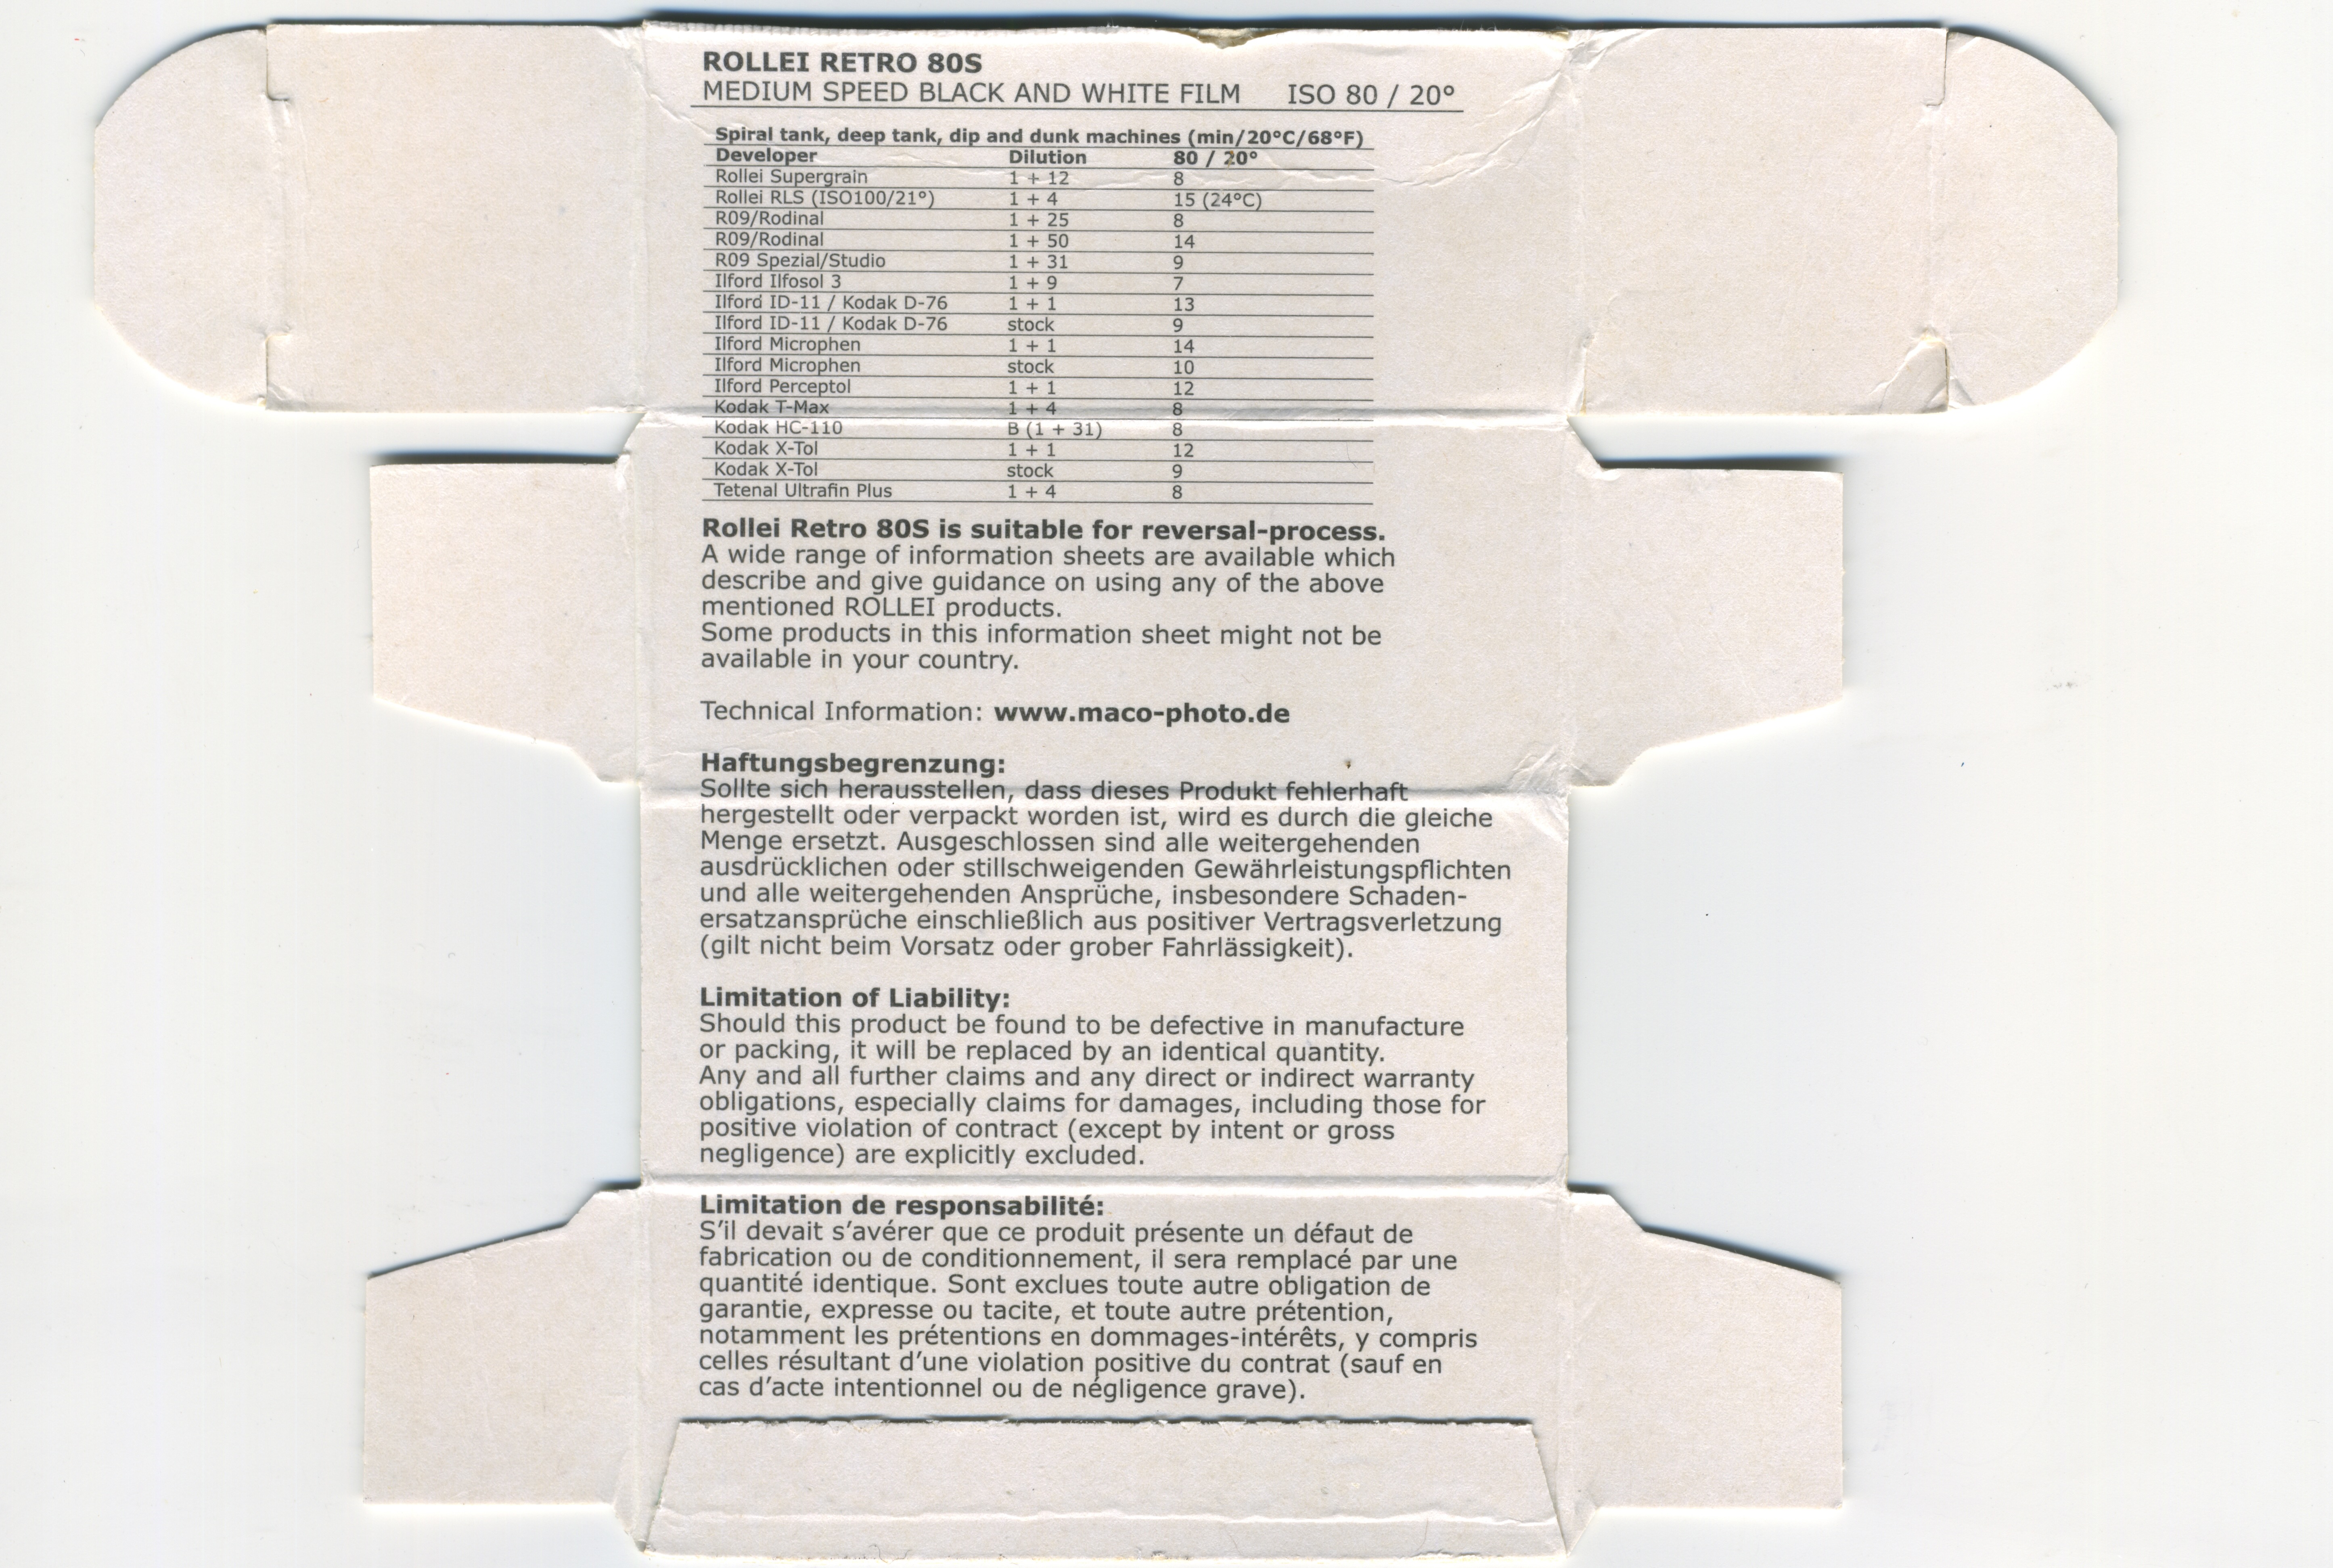 ROLLEI RETRO 80S
MEDIUM SPEED BLACK AND WHITE FILM ISO 80 / 20°
Spiral tank, deep tank, dip and dunk machines (min/20°C/68°F)
Developer Dilution 80 / 20°
Rollei Supergrain 1 + 12 8
Rollei RLS (ISO100/21°) 1 + 4 15 (24°C)
R09/Rodinal 1 + 25 8
R09/Rodinal 1 + 50 14
R09 Spezial/Studio 1 + 31 9
Ilford Ilfosol 3 1 + 9 7
Ilford ID-11 / Kodak D-76 1 + 1 13
Ilford ID-11 / Kodak D-76 stock 9
Ilford Microphen 1 + 1 14
Ilford Microphen stock 10
Ilford Perceptol 1 + 1 12
Kodak T-Max 1 + 4 8
Kodak HC-110 B (1 + 31) 8
Kodak X-Tol 1 + 1 12
Kodak X-Tol stock 9
Tetenal Ultrafin Plus 1 + 4 8
Rollei Retro 80S is suitable for reversal-process.
A wide range of information sheets are available which
describe and give guidance on using any of the above
mentioned ROLLEI products.
Some products in this information sheet might not be
available in your country.
Technical Information: www.maco-photo.de
Haftungsbegrenzung:
Sollte sich herausstellen, dass dieses Produkt fehlerhaft
hergestellt oder verpackt worden ist, wird es durch die gleiche
Menge ersetzt. Ausgeschlossen sind alle weitergehenden
ausdrücklichen oder stillschweigenden Gewährleistungspflichten
und alle weitergehenden Ansprüche, insbesondere Schaden-
ersatzansprüche einschließlich aus positiver Vertragsverletzung
(gilt nicht beim Vorsatz oder grober Fahrlässigkeit).
Limitation of Liability:
Should this product be found to be defective in manufacture
or packing, it will be replaced by an identical quantity.
Any and all further claims and any direct or indirect warranty
obligations, especially claims for damages, including those for
positive violation of contract (except by intent or gross
negligence) are explicitly excluded.
Limitation de responsabilité:
S’il devait s’avérer que ce produit présente un défaut de
fabrication ou de conditionnement, il sera remplacé par une
quantité identique. Sont exclues toute autre obligation de
garantie, expresse ou tacite, et toute autre prétention,
notamment les prétentions en dommages-intérêts, y compris
celles résultant d’une violation positive du contrat (sauf en
cas d’acte intentionnel ou de négligence grave).